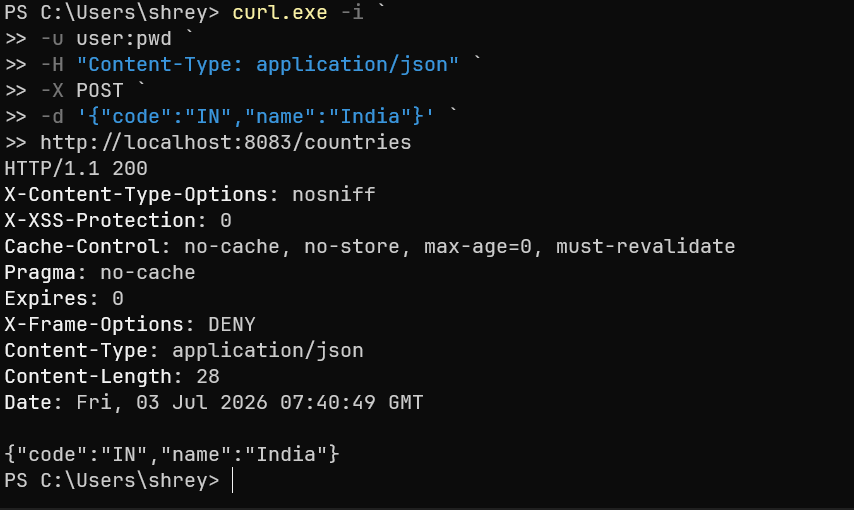 PS C:\Users\shrey> curl.exe -i `
>> -u user:pwd `
>> -H "Content-Type: application/json" `
>> -X POST `
>> -d '{"code":"IN","name":"India"}' `
>> http://localhost:8083/countries
HTTP/1.1 200
X-Content-Type-Options: nosniff
X-XSS-Protection: 0
Cache-Control: no-cache, no-store, max-age=0, must-revalidate
Pragma: no-cache
Expires: 0
X-Frame-Options: DENY
Content-Type: application/json
Content-Length: 28
Date: Fri, 03 Jul 2026 07:40:49 GMT

{"code":"IN","name":"India"}
PS C:\Users\shrey>